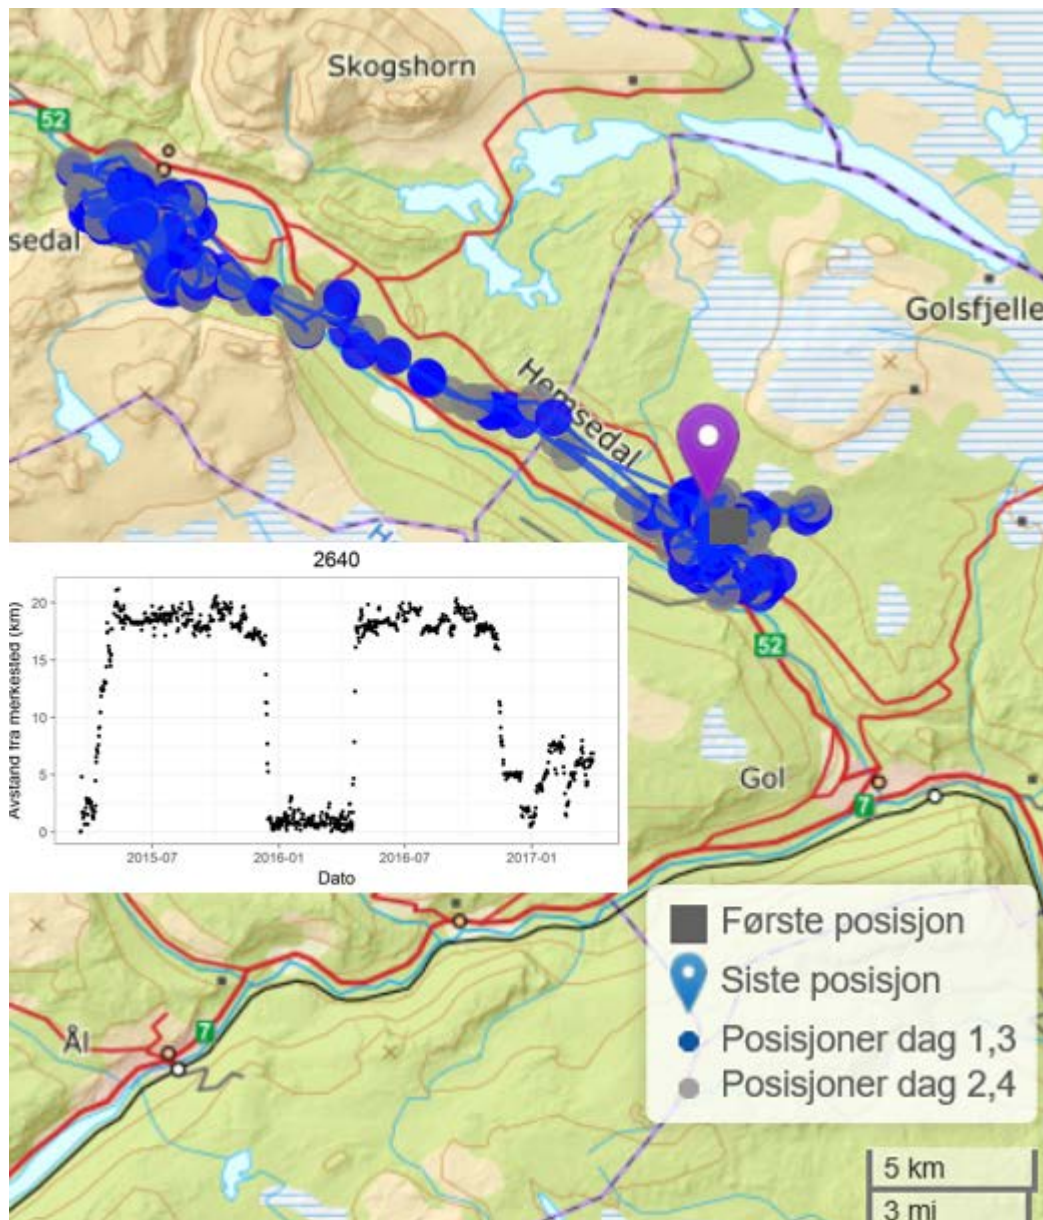 Skogshorn
52
sedal
Golsfjelle
Hemsedal
H
2640
Avstand fra merkested (km)
20
15
10
5
0
2015-07
2016-01
2016-07
2017-01
Dato
52
Gol
7
Første posisjon
Siste posisjon
Posisjoner dag 1,3
Posisjoner dag 2,4
Ål
7
5 km
3 mi